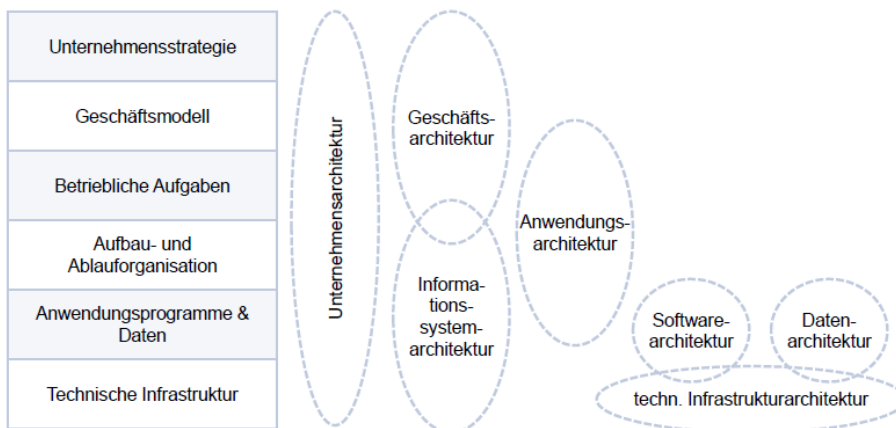 Unternehmensstrategie
Geschäftsmodell
Betriebliche Aufgaben
Aufbau- und
Ablauforganisation
Anwendungsprogramme &
Daten
Technische Infrastruktur
Unternehmensarchitektur
Geschäfts-
architektur
Informa-
tions-
system-
architektur
Anwendungs-
architektur
Software-
architektur
Daten-
architektur
techn. Infrastrukturarchitektur